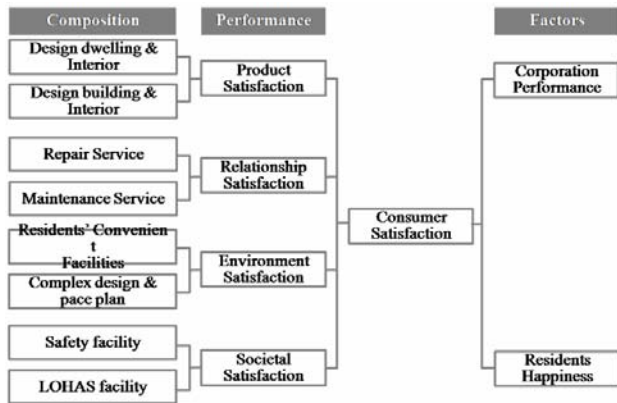 Composition
Performance
Factors
Design dwelling &
Interior
Design building &
Interior
Product
Satisfaction
Corporation
Performance
Repair Service
Maintenance Service
Relationship
Satisfaction
Consumer
Satisfaction
Residents' Convenien
t
Facilities
Complex design &
pace plan
Environment
Satisfaction
Safety facility
LOHAS facility
Societal
Satisfaction
Residents
Happiness